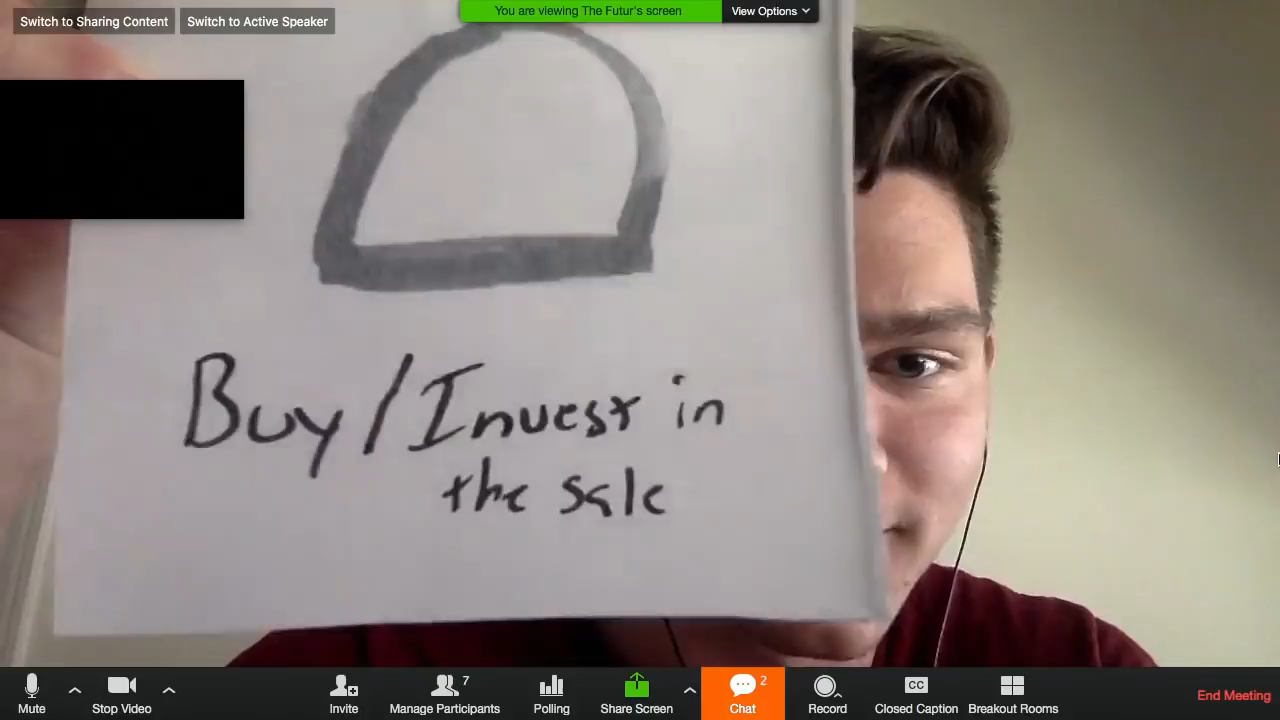 Switch to Sharing Content
Switch to Active Speaker
You are viewing The Futur's screen
View Options
Buy/Invest in
the sale
Mute
Stop Video
Invite
7
Manage Participants
Polling
Share Screen
2
Chat
Record
CC
Closed Caption
Breakout Rooms
End Meeting